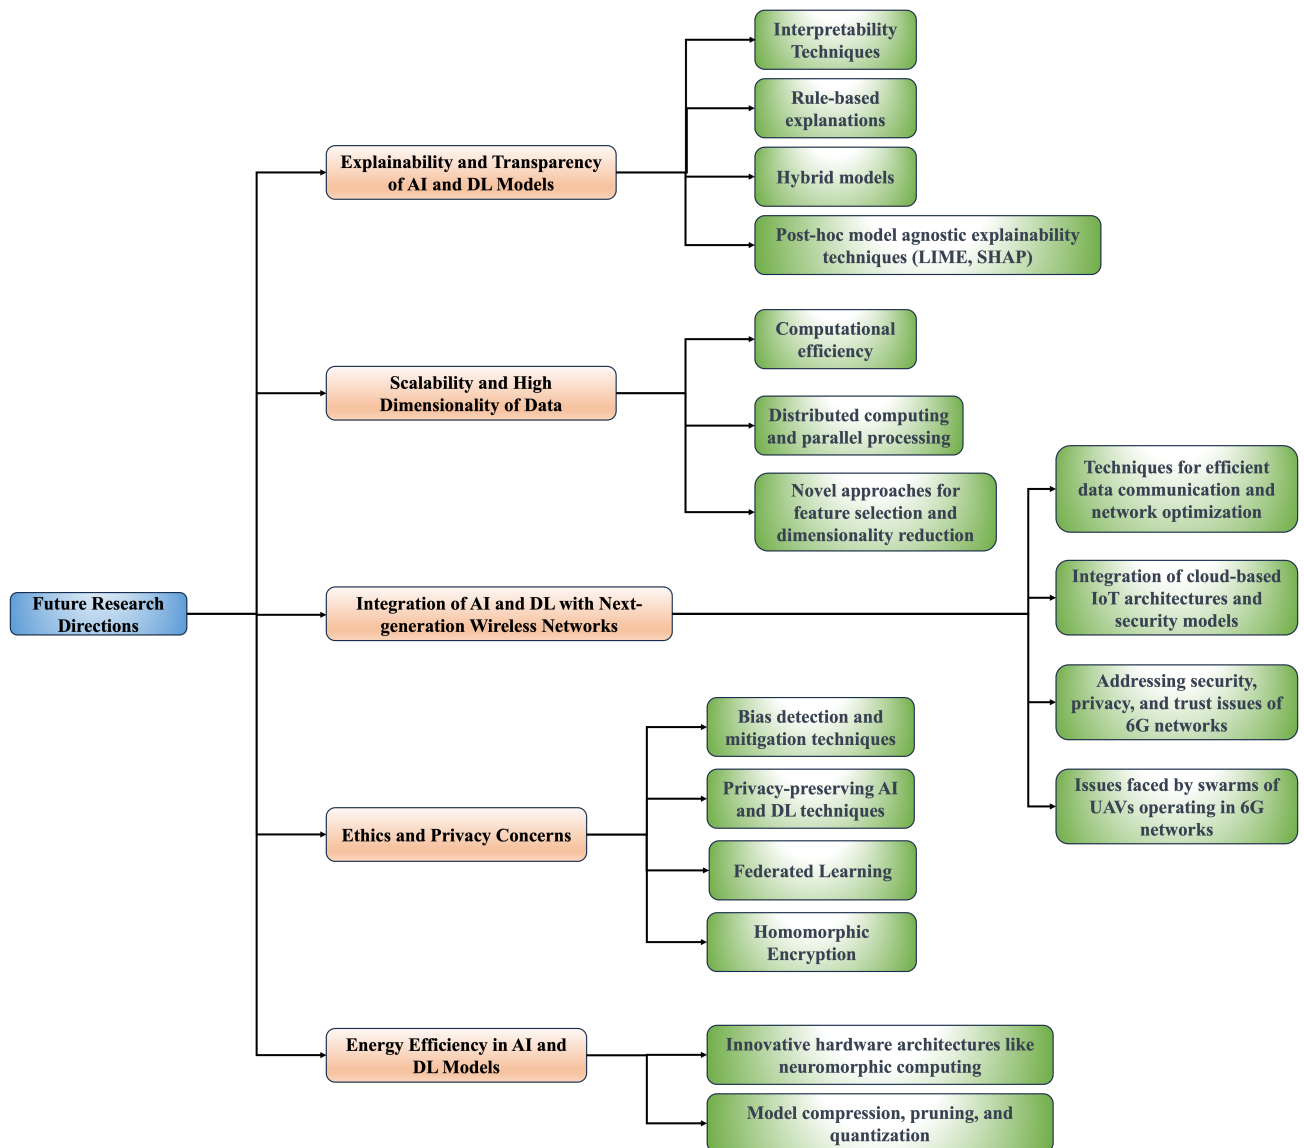 Future Research
Directions
Explainability and Transparency
of AI and DL Models
Interpretability
Techniques
Rule-based
explanations
Hybrid models
Post-hoc model agnostic explainability
techniques (LIME, SHAP)
Scalability and High
Dimensionality of Data
Computational
efficiency
Distributed computing
and parallel processing
Novel approaches for
feature selection and
dimensionality reduction
Integration of AI and DL with Next-
generation Wireless Networks
Techniques for efficient
data communication and
network optimization
Integration of cloud-based
IoT architectures and
security models
Addressing security,
privacy, and trust issues of
6G networks
Issues faced by swarms of
UAVs operating in 6G
networks
Ethics and Privacy Concerns
Bias detection and
mitigation techniques
Privacy-preserving AI
and DL techniques
Federated Learning
Homomorphic
Encryption
Energy Efficiency in AI and
DL Models
Innovative hardware architectures like
neuromorphic computing
Model compression, pruning, and
quantization